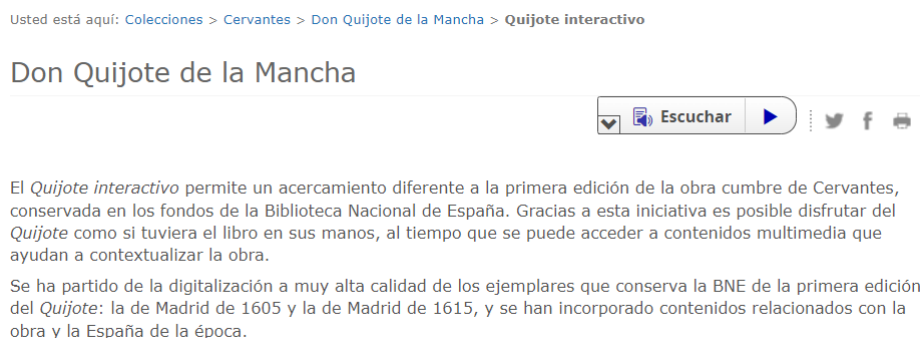 Usted está aquí: Colecciones > Cervantes > Don Quijote de la Mancha > Quijote interactivo
Don Quijote de la Mancha
Escuchar
El Quijote interactivo permite un acercamiento diferente a la primera edición de la obra cumbre de Cervantes,
conservada en los fondos de la Biblioteca Nacional de España. Gracias a esta iniciativa es posible disfrutar del
Quijote como si tuviera el libro en sus manos, al tiempo que se puede acceder a contenidos multimedia que
ayudan a contextualizar la obra.
Se ha partido de la digitalización a muy alta calidad de los ejemplares que conserva la BNE de la primera edición
del Quijote: la de Madrid de 1605 y la de Madrid de 1615, y se han incorporado contenidos relacionados con la
obra y la España de la época.